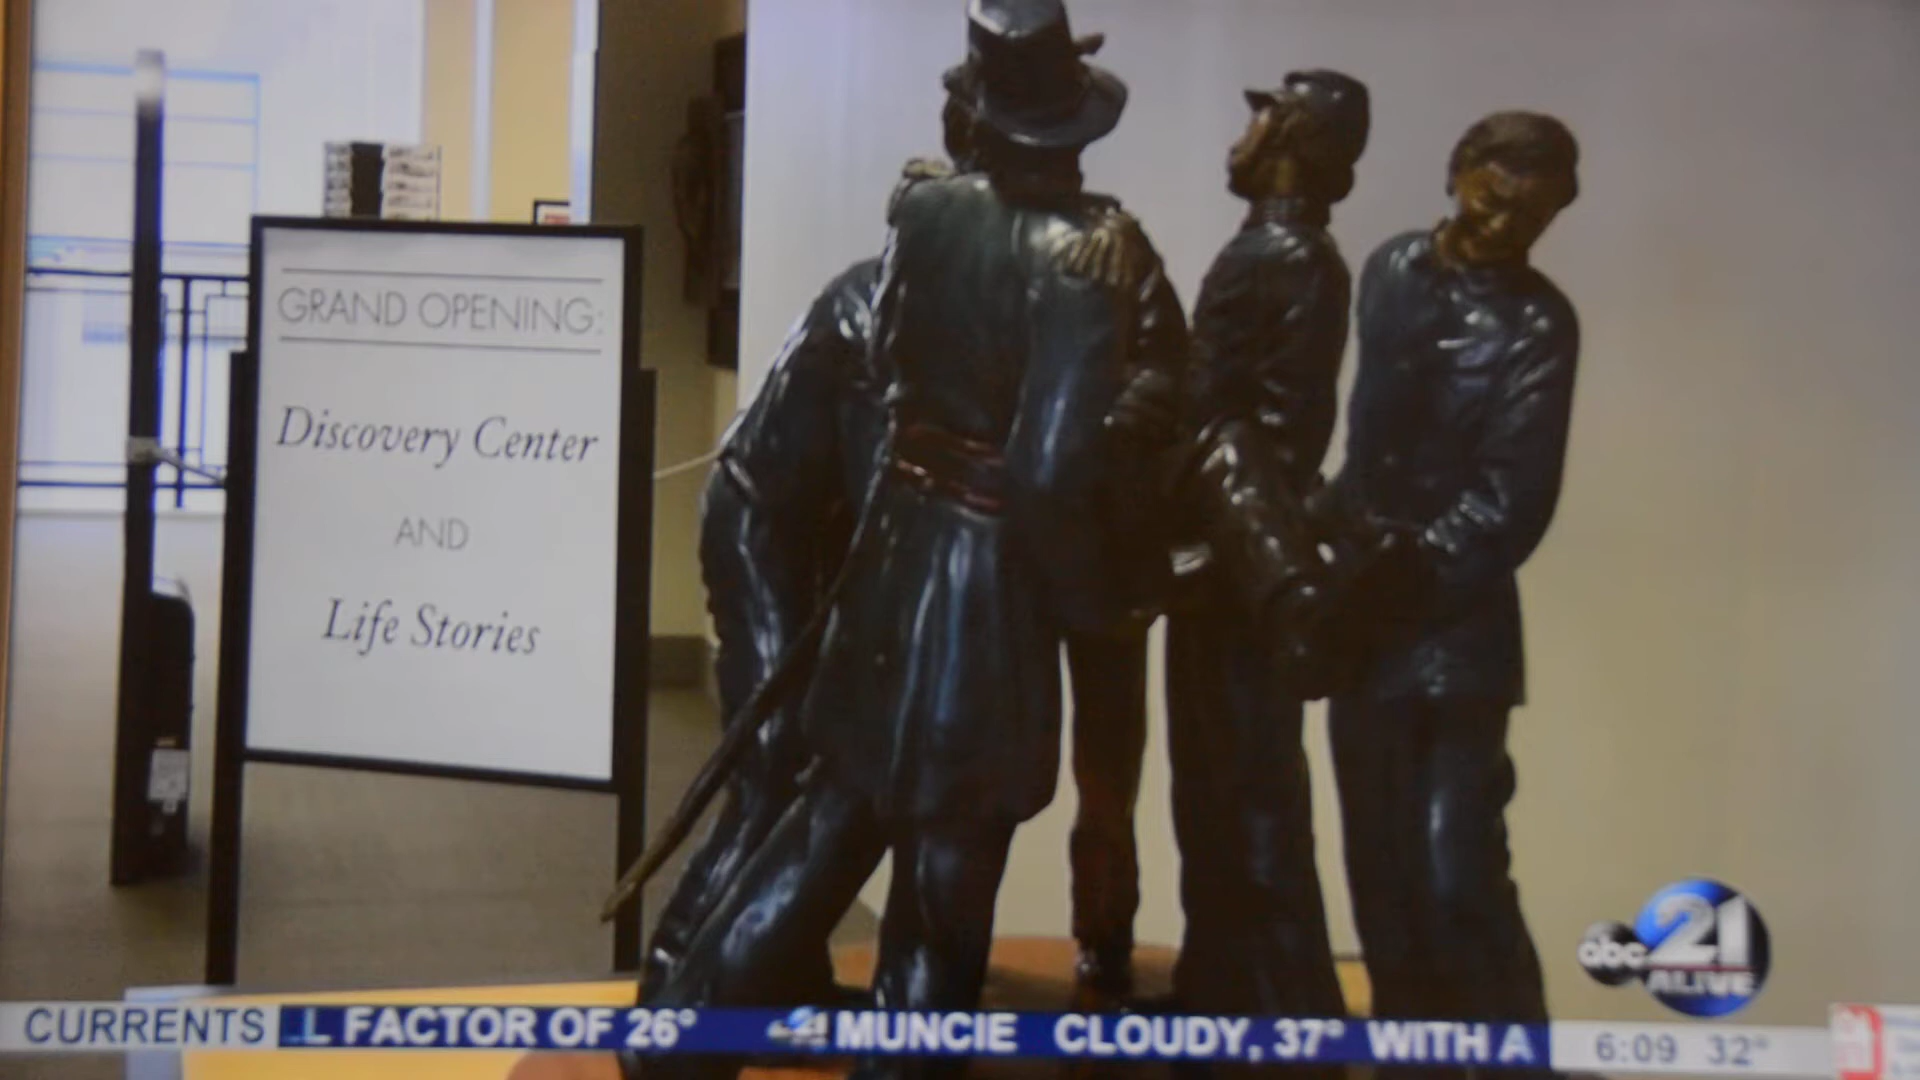 GRAND OPENING:
Discovery Center
AND
Life Stories
abc 21
ALIVE
CURRENTS L FACTOR OF 26° 21 MUNCIE CLOUDY, 37° WITH A 6:09 32°